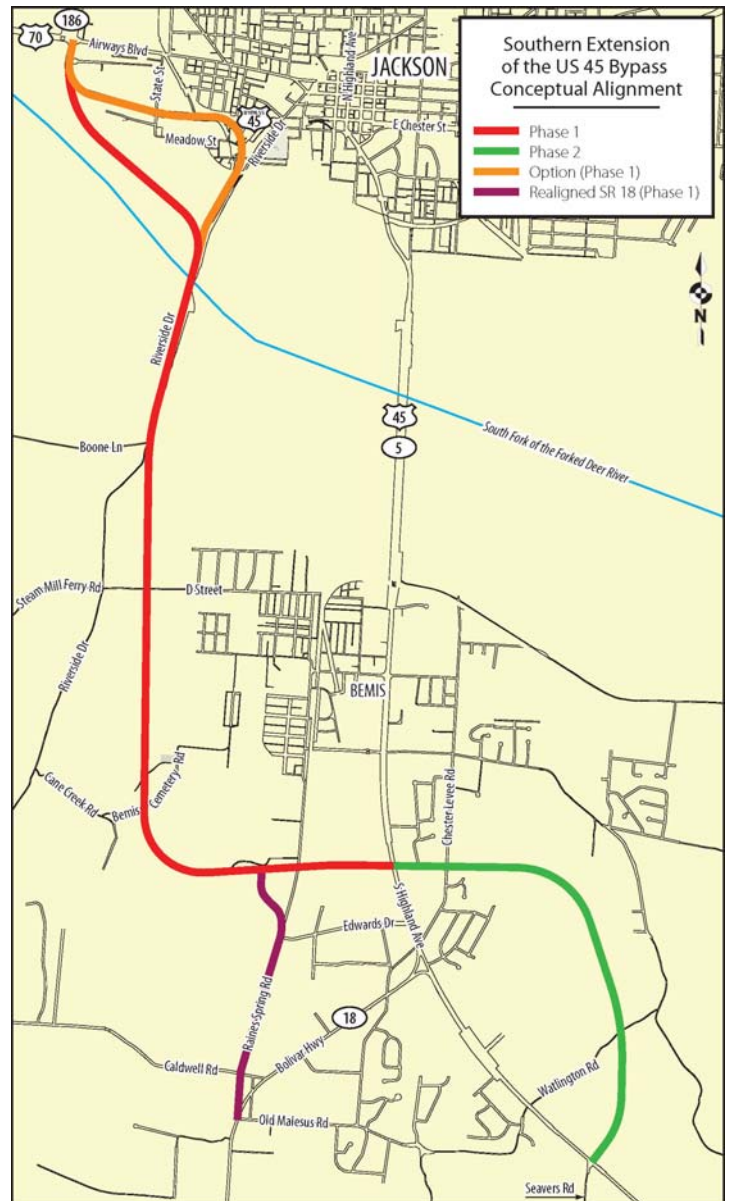 186
70
Airways Blvd
State St
N Highland Ave
JACKSON
45
Riverside Dr
E Chester St
Meadow St
Southern Extension
of the US 45 Bypass
Conceptual Alignment
Phase 1
Phase 2
Option (Phase 1)
Realigned SR 18 (Phase 1)
N
Riverside Dr
45
5
South Fork of the Forked Deer River
Boone Ln
Steam Mill Ferry Rd
D Street
Riverside Dr
BEMIS
Cane Creek Rd
Bemis Cemetery Rd
Chester Levee Rd
S Highland Ave
Edwards Dr
Raines Spring Rd
18
Bolivar Hwy
Caldwell Rd
Watlington Rd
Old Malesus Rd
Seavers Rd